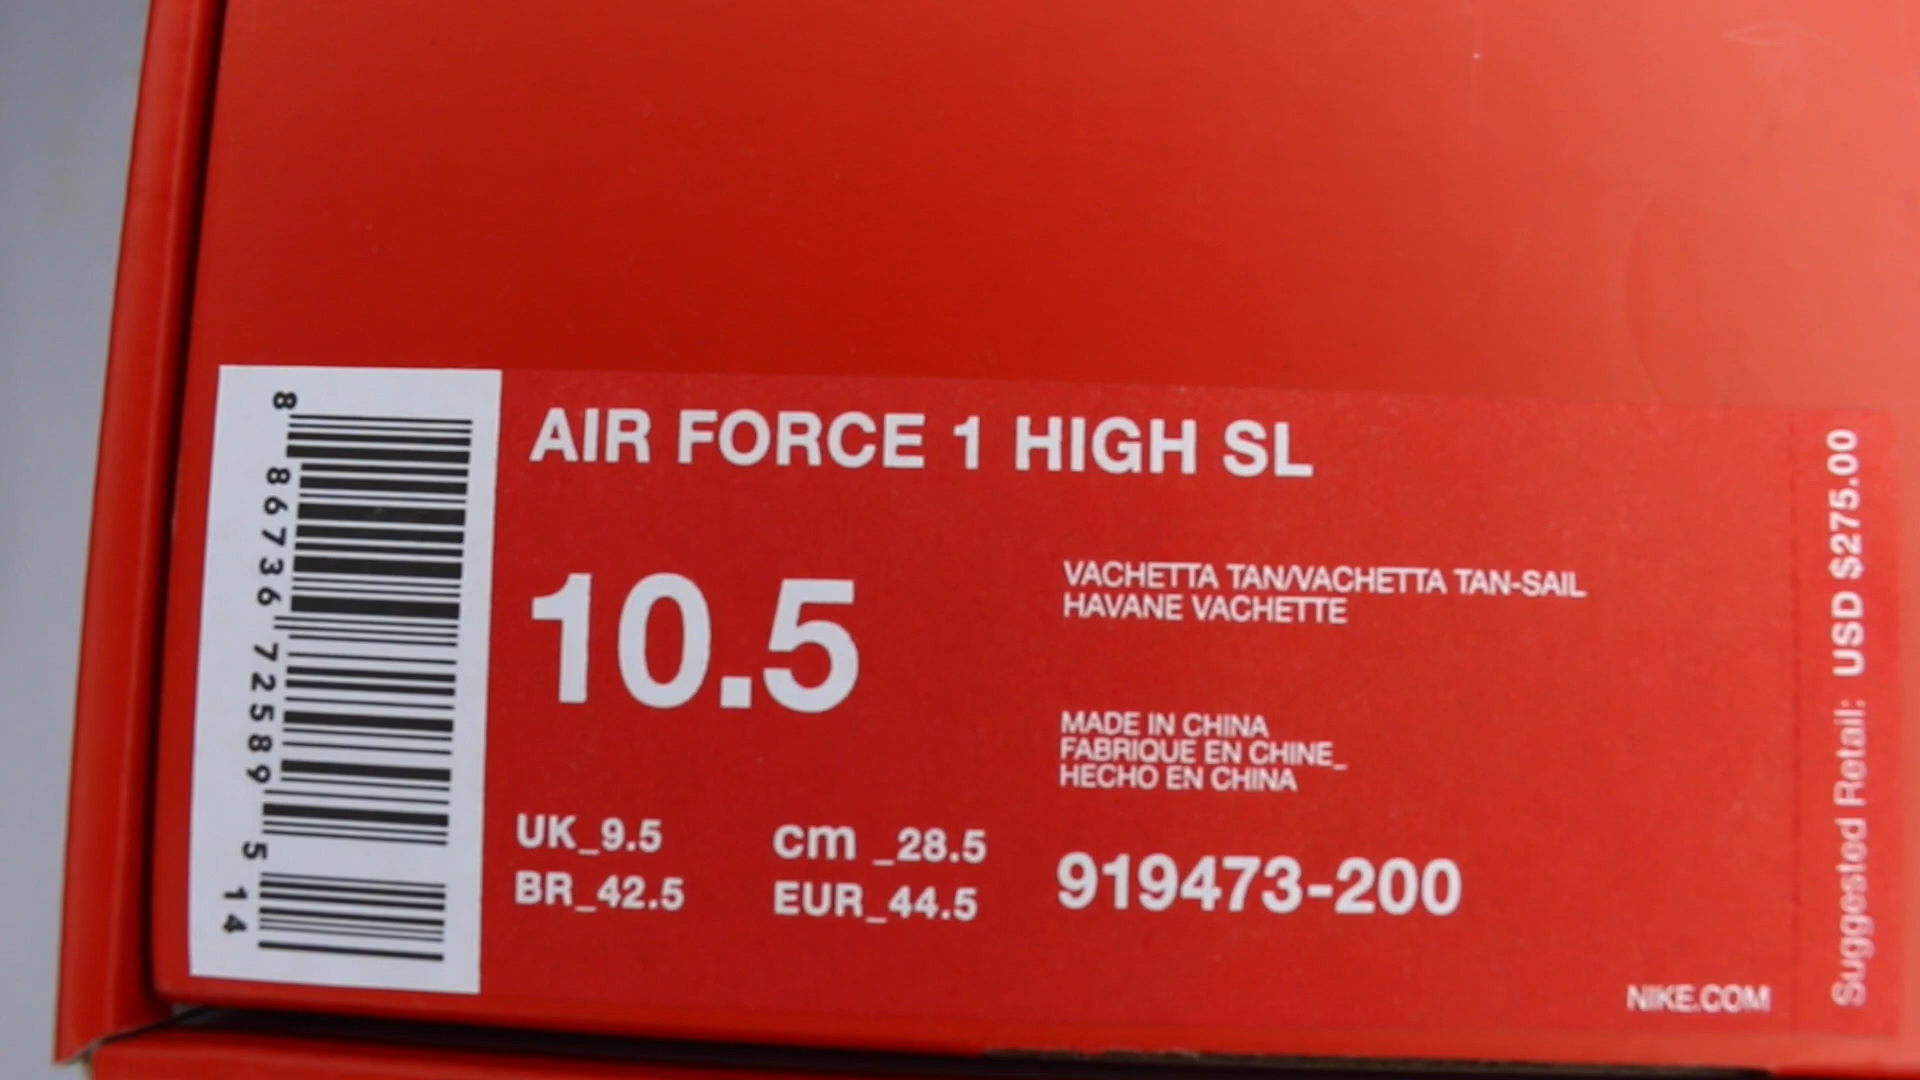 8 86736 72589 5 14
AIR FORCE 1 HIGH SL
10.5
VACHETTA TAN/VACHETTA TAN-SAIL
HAVANE VACHETTE
MADE IN CHINA
FABRIQUE EN CHINE_
HECHO EN CHINA
UK_9.5
cm _28.5
BR_42.5
EUR_44.5
919473-200
NIKE.COM
Suggested Retail: USD $275.00